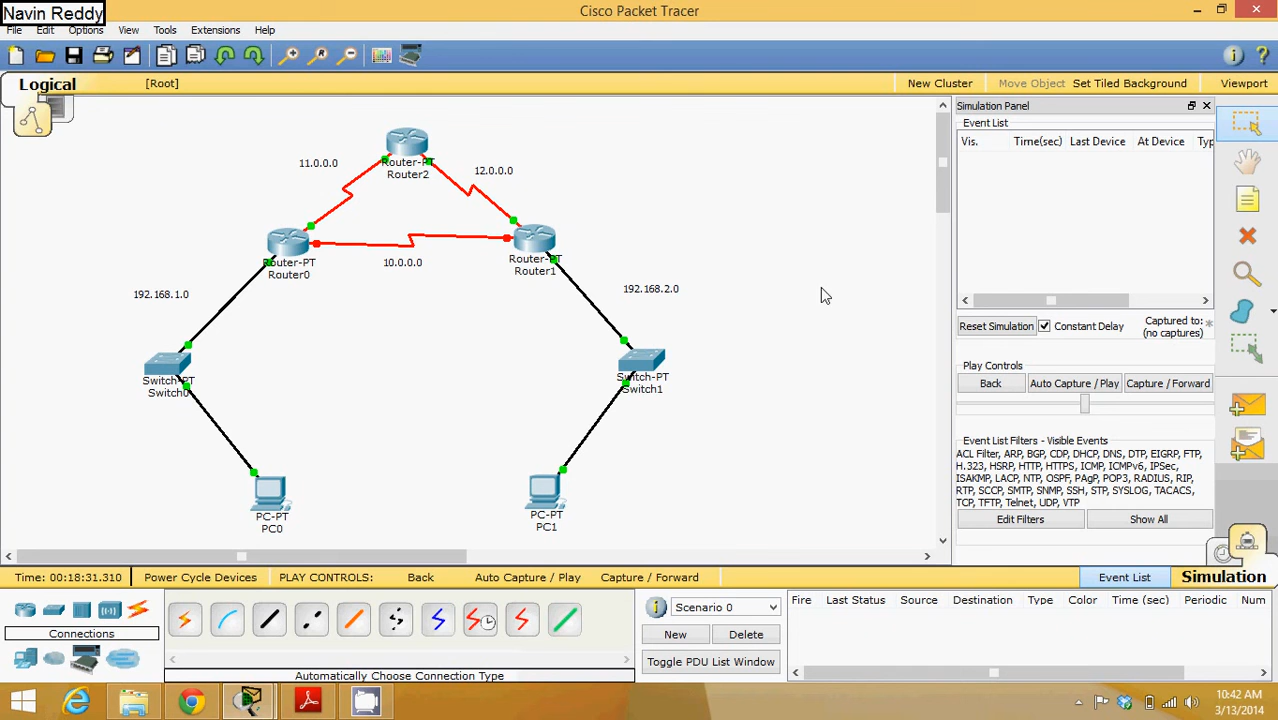 Navin Reddy
Cisco Packet Tracer
File Edit Options View Tools Extensions Help
Logical
[Root]
New Cluster
Move Object
Set Tiled Background
Viewport
Router-PT
Router2
11.0.0.0
12.0.0.0
Router-PT
Router0
10.0.0.0
Router-PT
Router1
192.168.1.0
192.168.2.0
Switch-PT
Switch0
Switch-PT
Switch1
PC-PT
PC0
PC-PT
PC1
Simulation Panel
Event List
Vis. Time(sec) Last Device At Device Typ
Reset Simulation
Constant Delay
Captured to:
(no captures)
*
Play Controls
Back
Auto Capture / Play
Capture / Forward
Event List Filters - Visible Events
ACL Filter, ARP, BGP, CDP, DHCP, DNS, DTP, EIGRP, FTP,
H.323, HSRP, HTTP, HTTPS, ICMP, ICMPv6, IPSec,
ISAKMP, LACP, NTP, OSPF, PAgP, POP3, RADIUS, RIP,
RTP, SCCP, SMTP, SNMP, SSH, STP, SYSLOG, TACACS,
TCP, TFTP, Telnet, UDP, VTP
Edit Filters
Show All
Time: 00:18:31.310
Power Cycle Devices
PLAY CONTROLS:
Back
Auto Capture / Play
Capture / Forward
Event List
Simulation
Connections
Automatically Choose Connection Type
Scenario 0
New
Delete
Toggle PDU List Window
Fire Last Status Source Destination Type Color Time (sec) Periodic Num
10:42 AM
3/13/2014